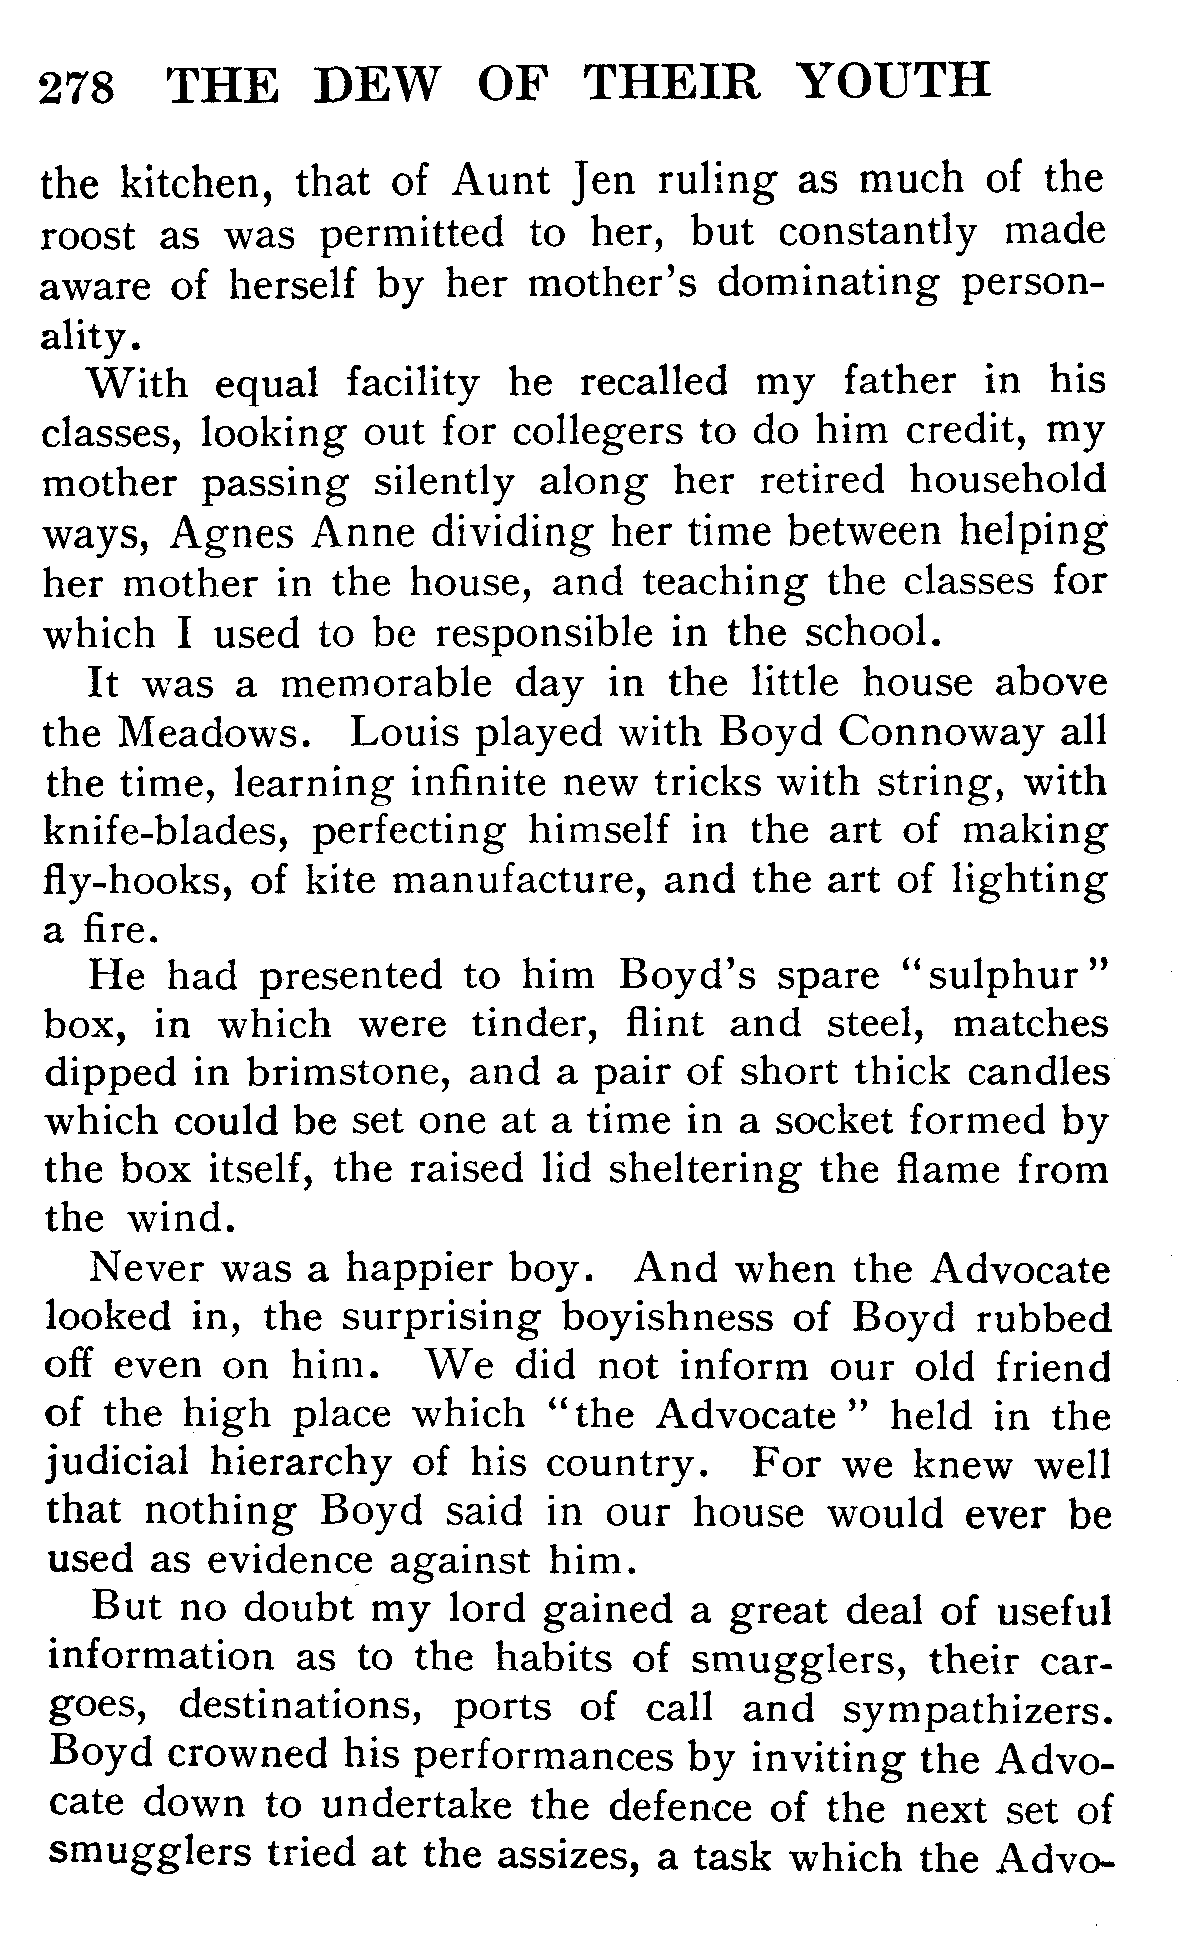 278 THE DEW OF THEIR YOUTH
the kitchen, that of Aunt Jen ruling as much of the
roost as was permitted to her, but constantly made
aware of herself by her mother's dominating person-
ality.
With equal facility he recalled my father in his
classes, looking out for collegers to do him credit, my
mother passing silently along her retired household
ways, Agnes Anne dividing her time between helping
her mother in the house, and teaching the classes for
which I used to be responsible in the school.
It was a memorable day in the little house above
the Meadows. Louis played with Boyd Connoway all
the time, learning infinite new tricks with string, with
knife-blades, perfecting himself in the art of making
fly-hooks, of kite manufacture, and the art of lighting
a fire.
He had presented to him Boyd's spare "sulphur"
box, in which were tinder, flint and steel, matches
dipped in brimstone, and a pair of short thick candles
which could be set one at a time in a socket formed by
the box itself, the raised lid sheltering the flame from
the wind.
Never was a happier boy. And when the Advocate
looked in, the surprising boyishness of Boyd rubbed
off even on him. We did not inform our old friend
of the high place which "the Advocate" held in the
judicial hierarchy of his country. For we knew well
that nothing Boyd said in our house would ever be
used as evidence against him.
But no doubt my lord gained a great deal of useful
information as to the habits of smugglers, their car-
goes, destinations, ports of call and sympathizers.
Boyd crowned his performances by inviting the Advo-
cate down to undertake the defence of the next set of
smugglers tried at the assizes, a task which the Advo-